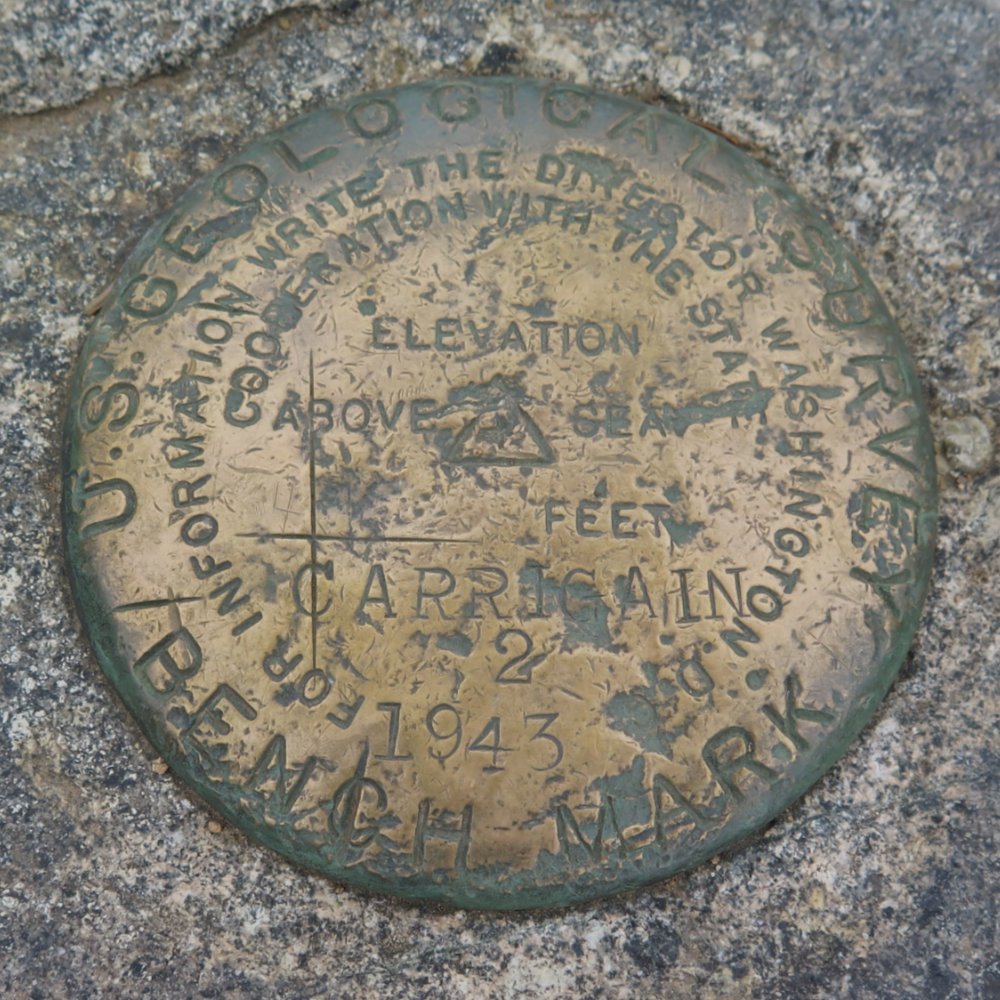 U.S. GEOLOGICAL SURVEY
FOR INFORMATION WRITE THE DIRECTOR WASHINGTON D.C.
COOPERATION WITH THE STATE
ELEVATION
ABOVE SEA
FEET
CARRIGAIN
2
1943
BENCH MARK